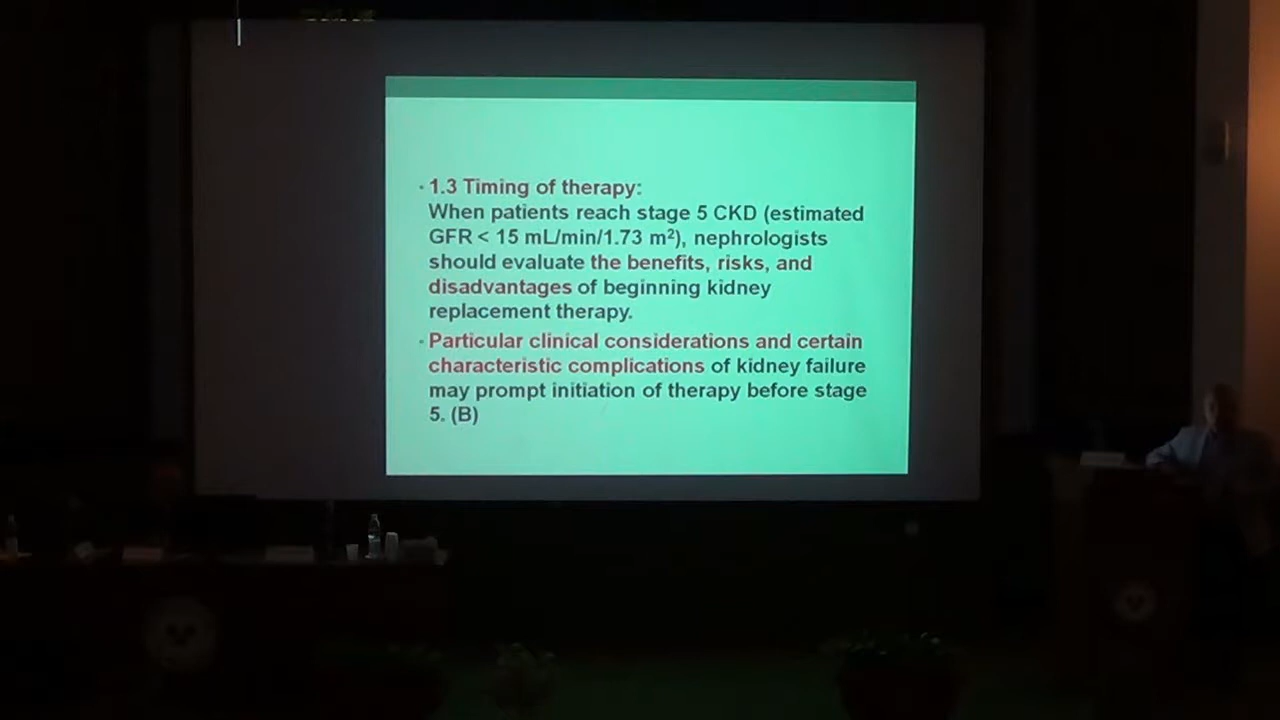 • 1.3 Timing of therapy:
When patients reach stage 5 CKD (estimated
GFR < 15 mL/min/1.73 m²), nephrologists
should evaluate the benefits, risks, and
disadvantages of beginning kidney
replacement therapy.
• Particular clinical considerations and certain
characteristic complications of kidney failure
may prompt initiation of therapy before stage
5. (B)